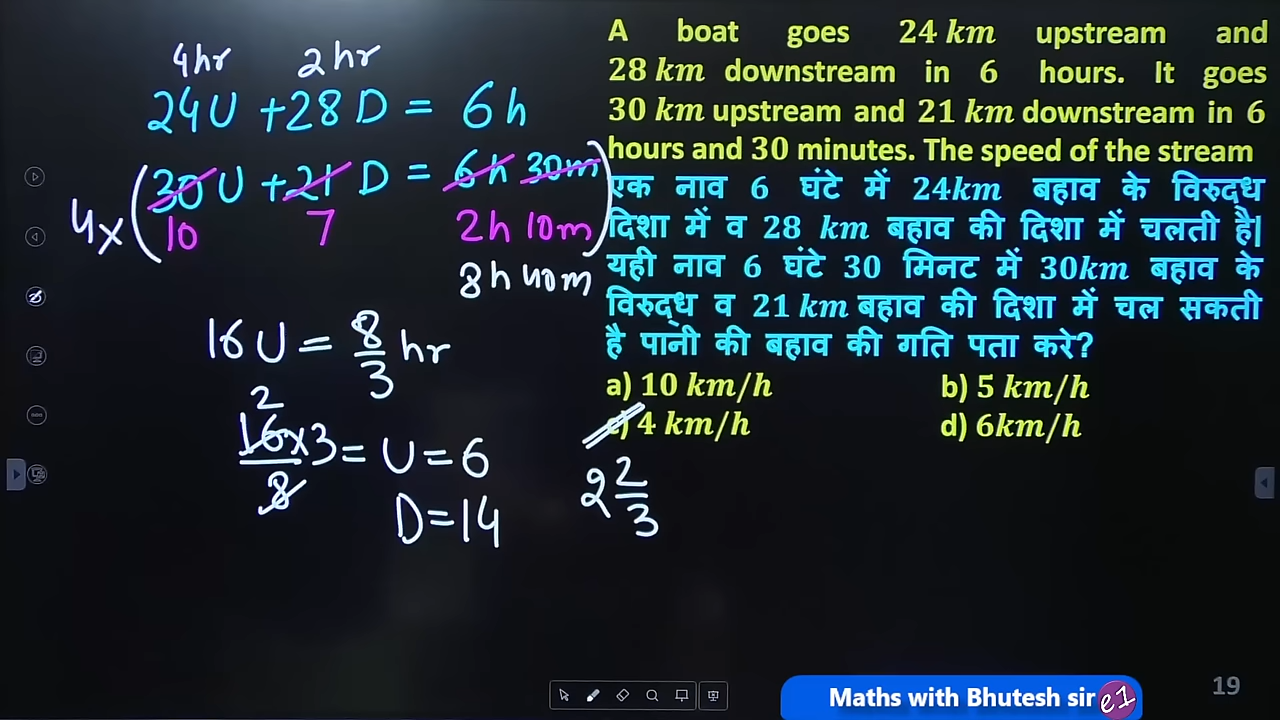 4hr 2hr
24U + 28D = 6h
4x (30U + 21D = 6h 30m)
10 7 2h 10m
8h 40m
16U = 8/3 hr
2
16x3/8 = U = 6
D = 14
2 2/3
A boat goes 24 km upstream and
28 km downstream in 6 hours. It goes
30 km upstream and 21 km downstream in 6
hours and 30 minutes. The speed of the stream
एक नाव 6 घंटे में 24km बहाव के विरुद्ध
दिशा में व 28 km बहाव की दिशा में चलती है|
यही नाव 6 घंटे 30 मिनट में 30km बहाव के
विरुद्ध व 21 km बहाव की दिशा में चल सकती
है पानी की बहाव की गति पता करे?
a) 10 km/h b) 5 km/h
c) 4 km/h d) 6km/h
Maths with Bhutesh sir e1
19